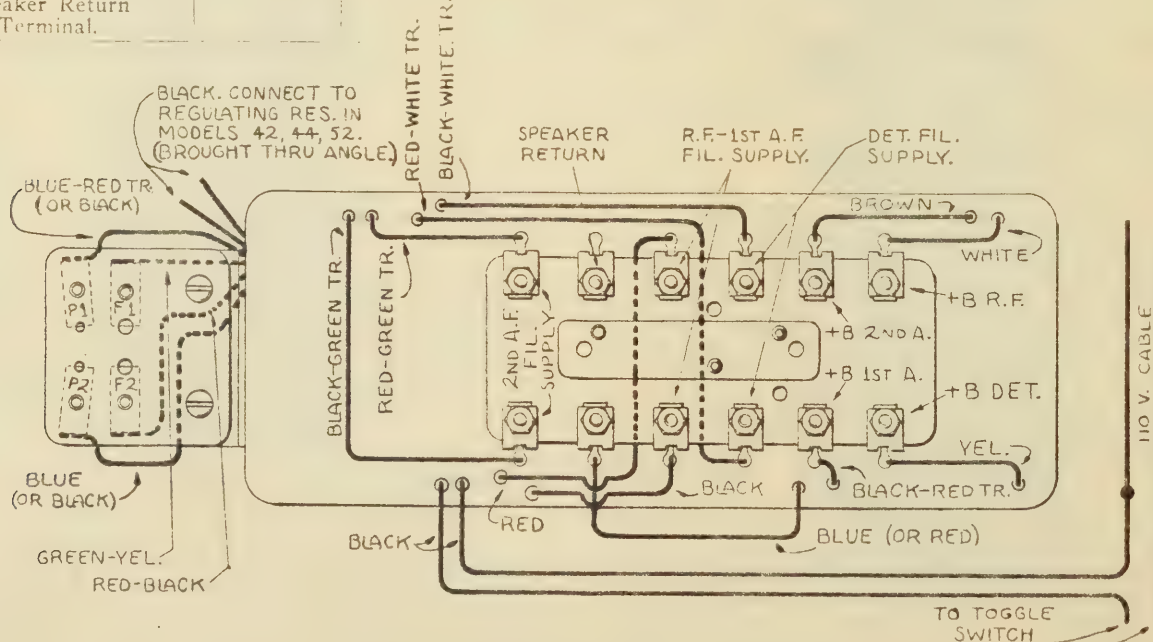 eaker Return
Terminal.
BLACK. CONNECT TO
REGULATING RES. IN
MODELS 42, 44, 52.
(BROUGHT THRU ANGLE)
RED-WHITE TR.
BLACK-WHITE TR.
SPEAKER
RETURN
R.F.-1ST A.F.
FIL. SUPPLY.
DET. FIL.
SUPPLY.
BLUE-RED TR.
(OR BLACK)
BROWN
WHITE
P1
F1
P2
F2
BLACK-GREEN TR.
RED-GREEN TR.
2ND A.F.
FIL.
SUPPLY
+B R.F.
+B 2ND A.
+B 1ST A.
+B DET.
110 V. CABLE
YEL.
BLUE
(OR BLACK)
BLACK
BLACK-RED TR.
RED
BLUE (OR RED)
GREEN-YEL.
RED-BLACK
BLACK
TO TOGGLE
SWITCH